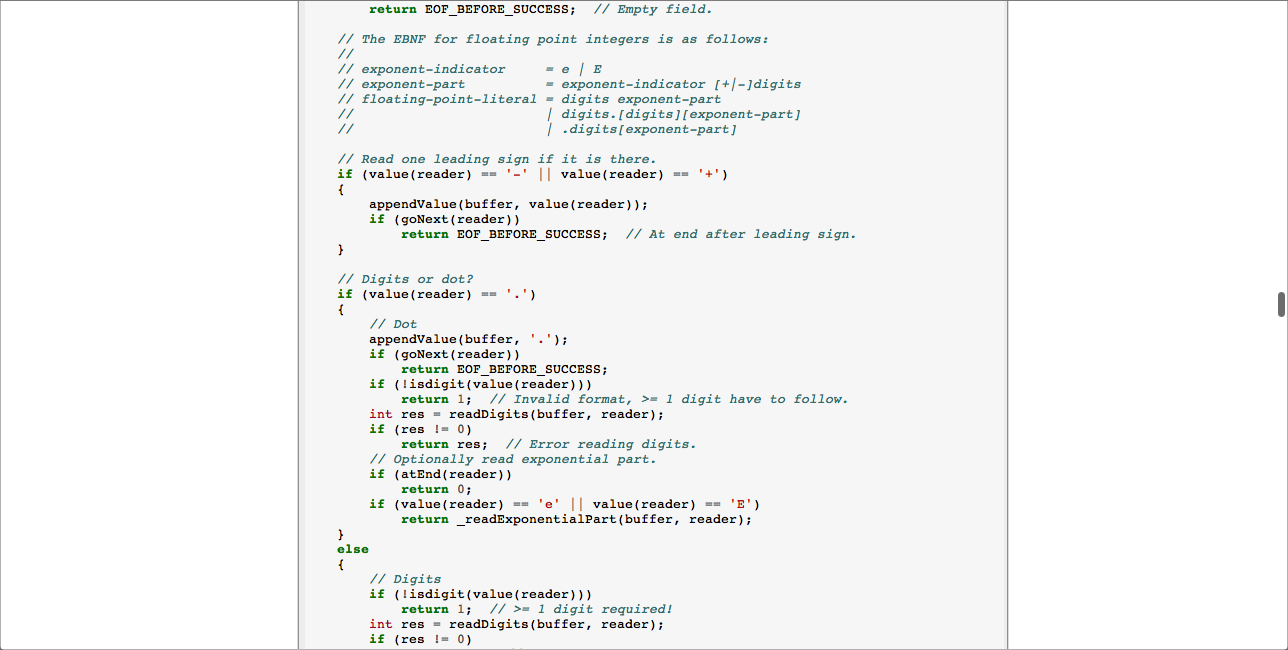 return EOF_BEFORE_SUCCESS;  // Empty field.
// The EBNF for floating point integers is as follows:
//
// exponent-indicator     = e | E
// exponent-part          = exponent-indicator [+|-]digits
// floating-point-literal = digits exponent-part
//                        | digits.[digits][exponent-part]
//                        | .digits[exponent-part]
// Read one leading sign if it is there.
if (value(reader) == '-' || value(reader) == '+')
{
    appendValue(buffer, value(reader));
    if (goNext(reader))
        return EOF_BEFORE_SUCCESS;  // At end after leading sign.
}
// Digits or dot?
if (value(reader) == '.')
{
    // Dot
    appendValue(buffer, '.');
    if (goNext(reader))
        return EOF_BEFORE_SUCCESS;
    if (!isdigit(value(reader)))
        return 1;  // Invalid format, >= 1 digit have to follow.
    int res = readDigits(buffer, reader);
    if (res != 0)
        return res;  // Error reading digits.
    // Optionally read exponential part.
    if (atEnd(reader))
        return 0;
    if (value(reader) == 'e' || value(reader) == 'E')
        return _readExponentialPart(buffer, reader);
}
else
{
    // Digits
    if (!isdigit(value(reader)))
        return 1;  // >= 1 digit required!
    int res = readDigits(buffer, reader);
    if (res != 0)